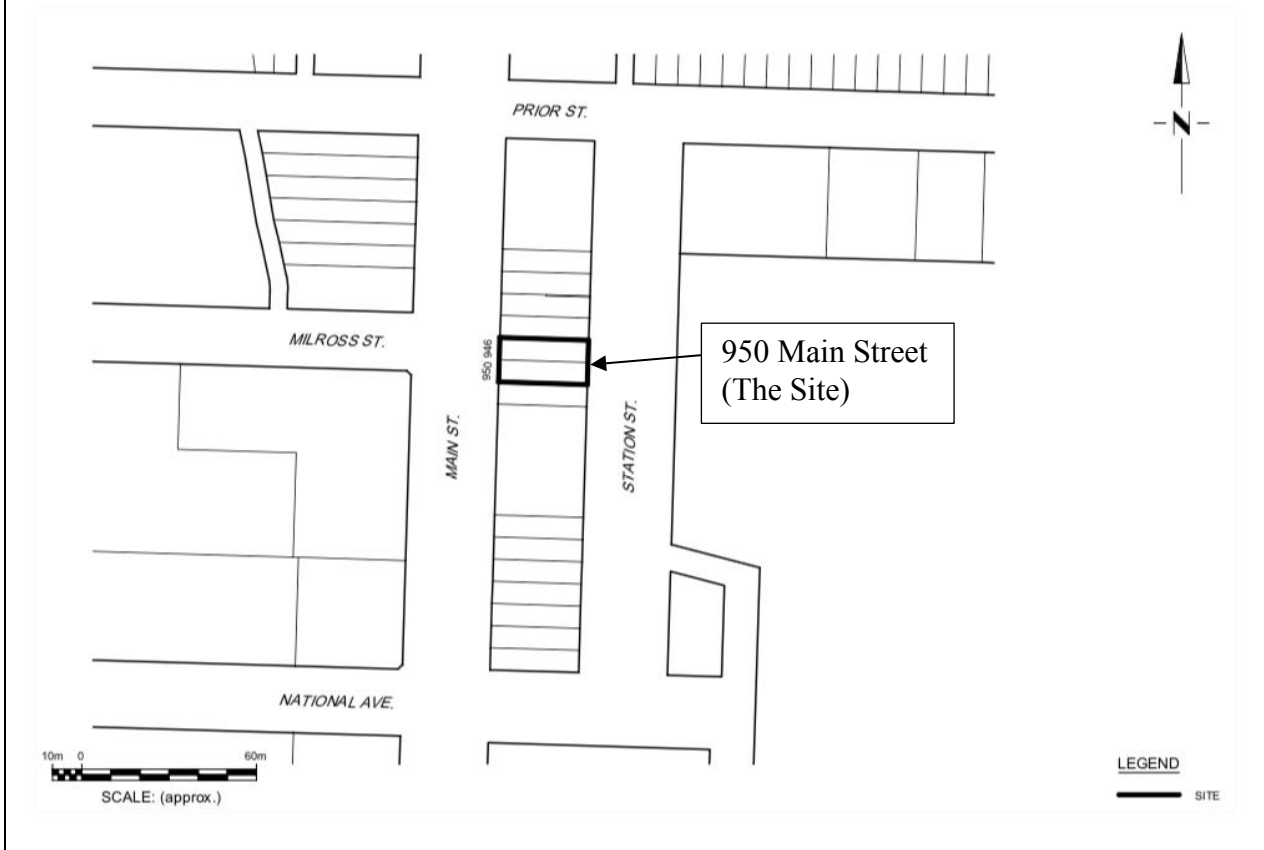 PRIOR ST.
N
MILROSS ST.
950 946
950 Main Street
(The Site)
MAIN ST.
STATION ST.
NATIONAL AVE.
10m 0 60m
SCALE: (approx.)
LEGEND
SITE